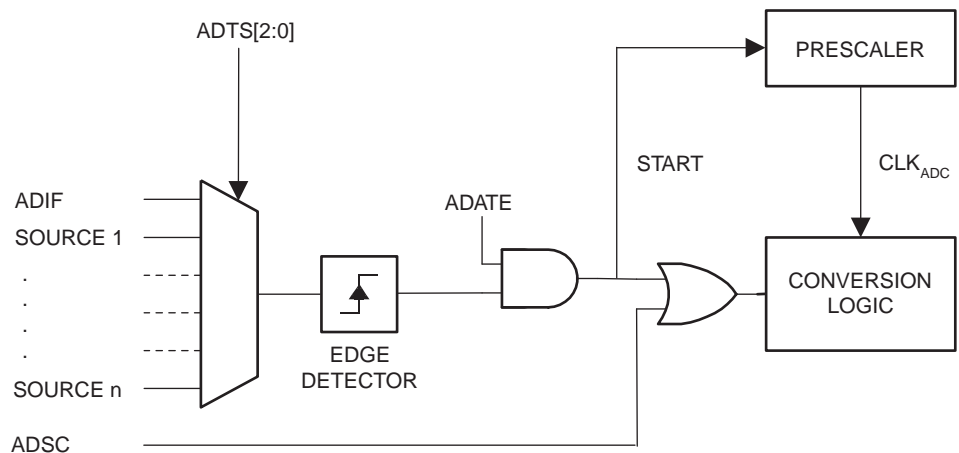 ADTS[2:0]
PRESCALER
START
CLKADC
ADIF
ADATE
SOURCE 1
.
.
.
.
CONVERSION
LOGIC
EDGE
DETECTOR
SOURCE n
ADSC